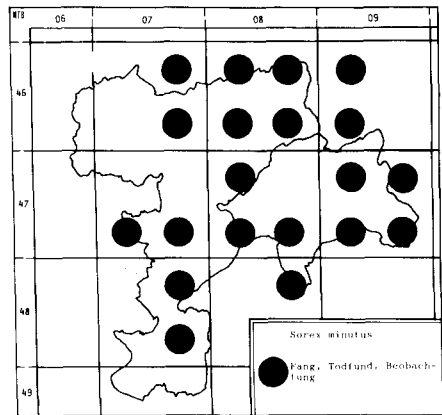 MTB 06 07 08 09
46
47
48
49
Sorex minutus
Fang, Todfund, Beobach-
tung